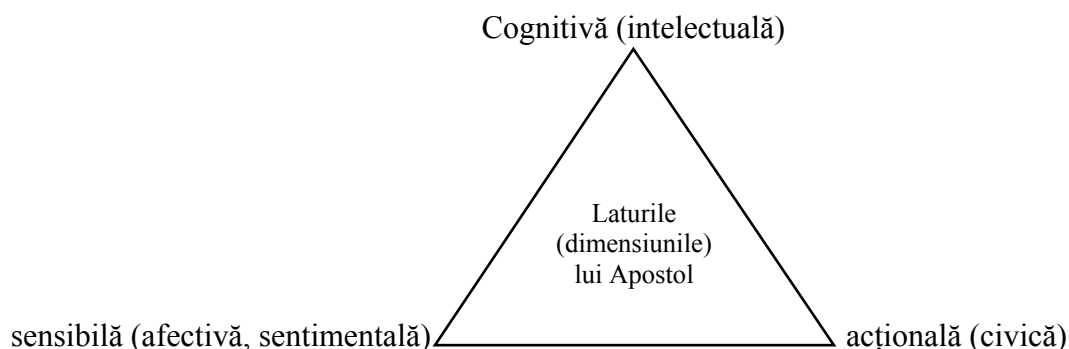 Cognitivă (intelectuală)
Laturile
(dimensiunile)
lui Apostol
sensibilă (afectivă, sentimentală)
acțională (civică)